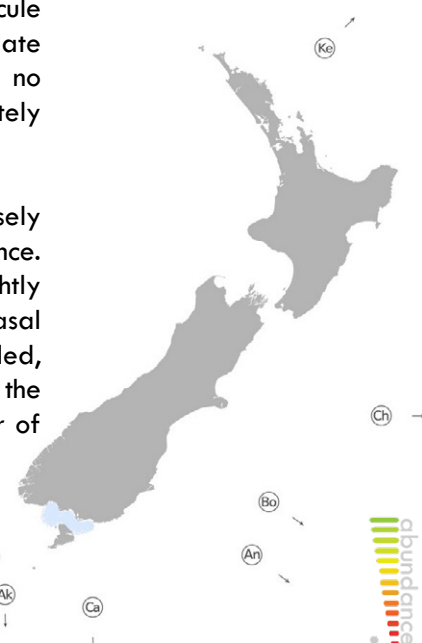 cule
ate
no
tely
sely
nce.
htly
asal
led,
the
r of
Ke
Ch
Bo
An
Ak
Ca
abundance